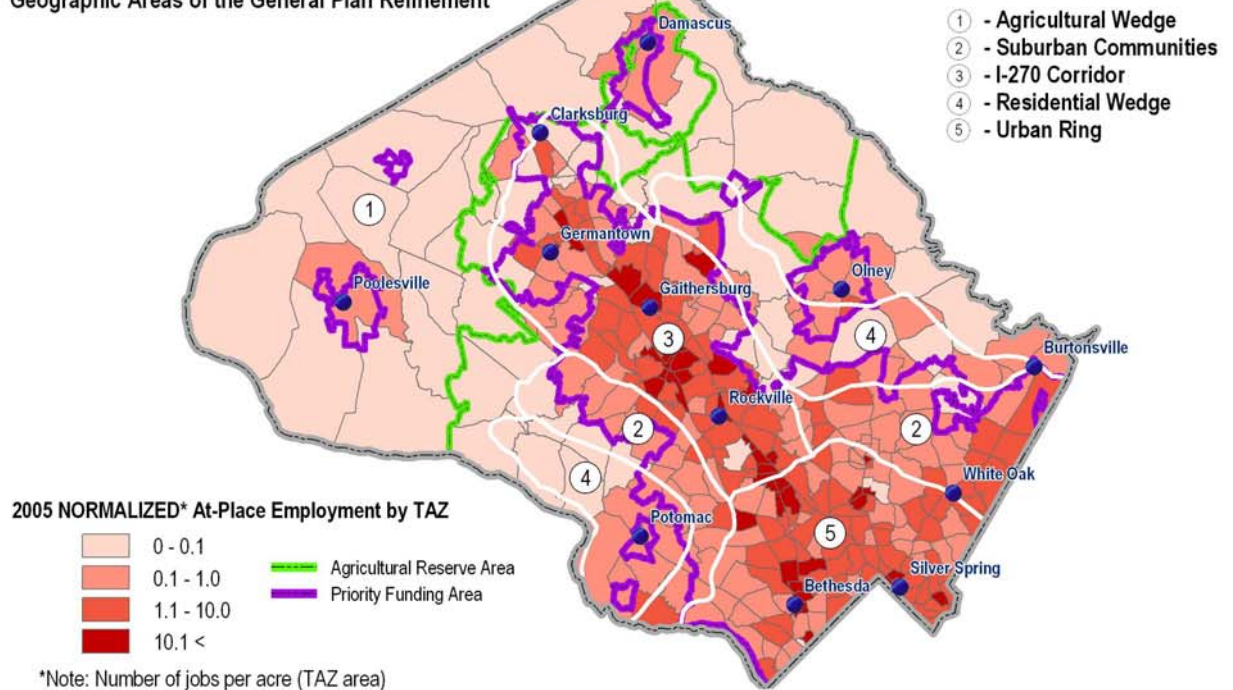 Geographic Areas of the General Plan Refinement
1 - Agricultural Wedge
2 - Suburban Communities
3 - I-270 Corridor
4 - Residential Wedge
5 - Urban Ring
Damascus
Clarksburg
1
Germantown
Poolesville
Gaithersburg
Olney
3
4
Burtonsville
Rockville
2
2
4
White Oak
Potomac
5
Silver Spring
Bethesda
2005 NORMALIZED* At-Place Employment by TAZ
0 - 0.1
0.1 - 1.0
1.1 - 10.0
10.1 <
Agricultural Reserve Area
Priority Funding Area
*Note: Number of jobs per acre (TAZ area)